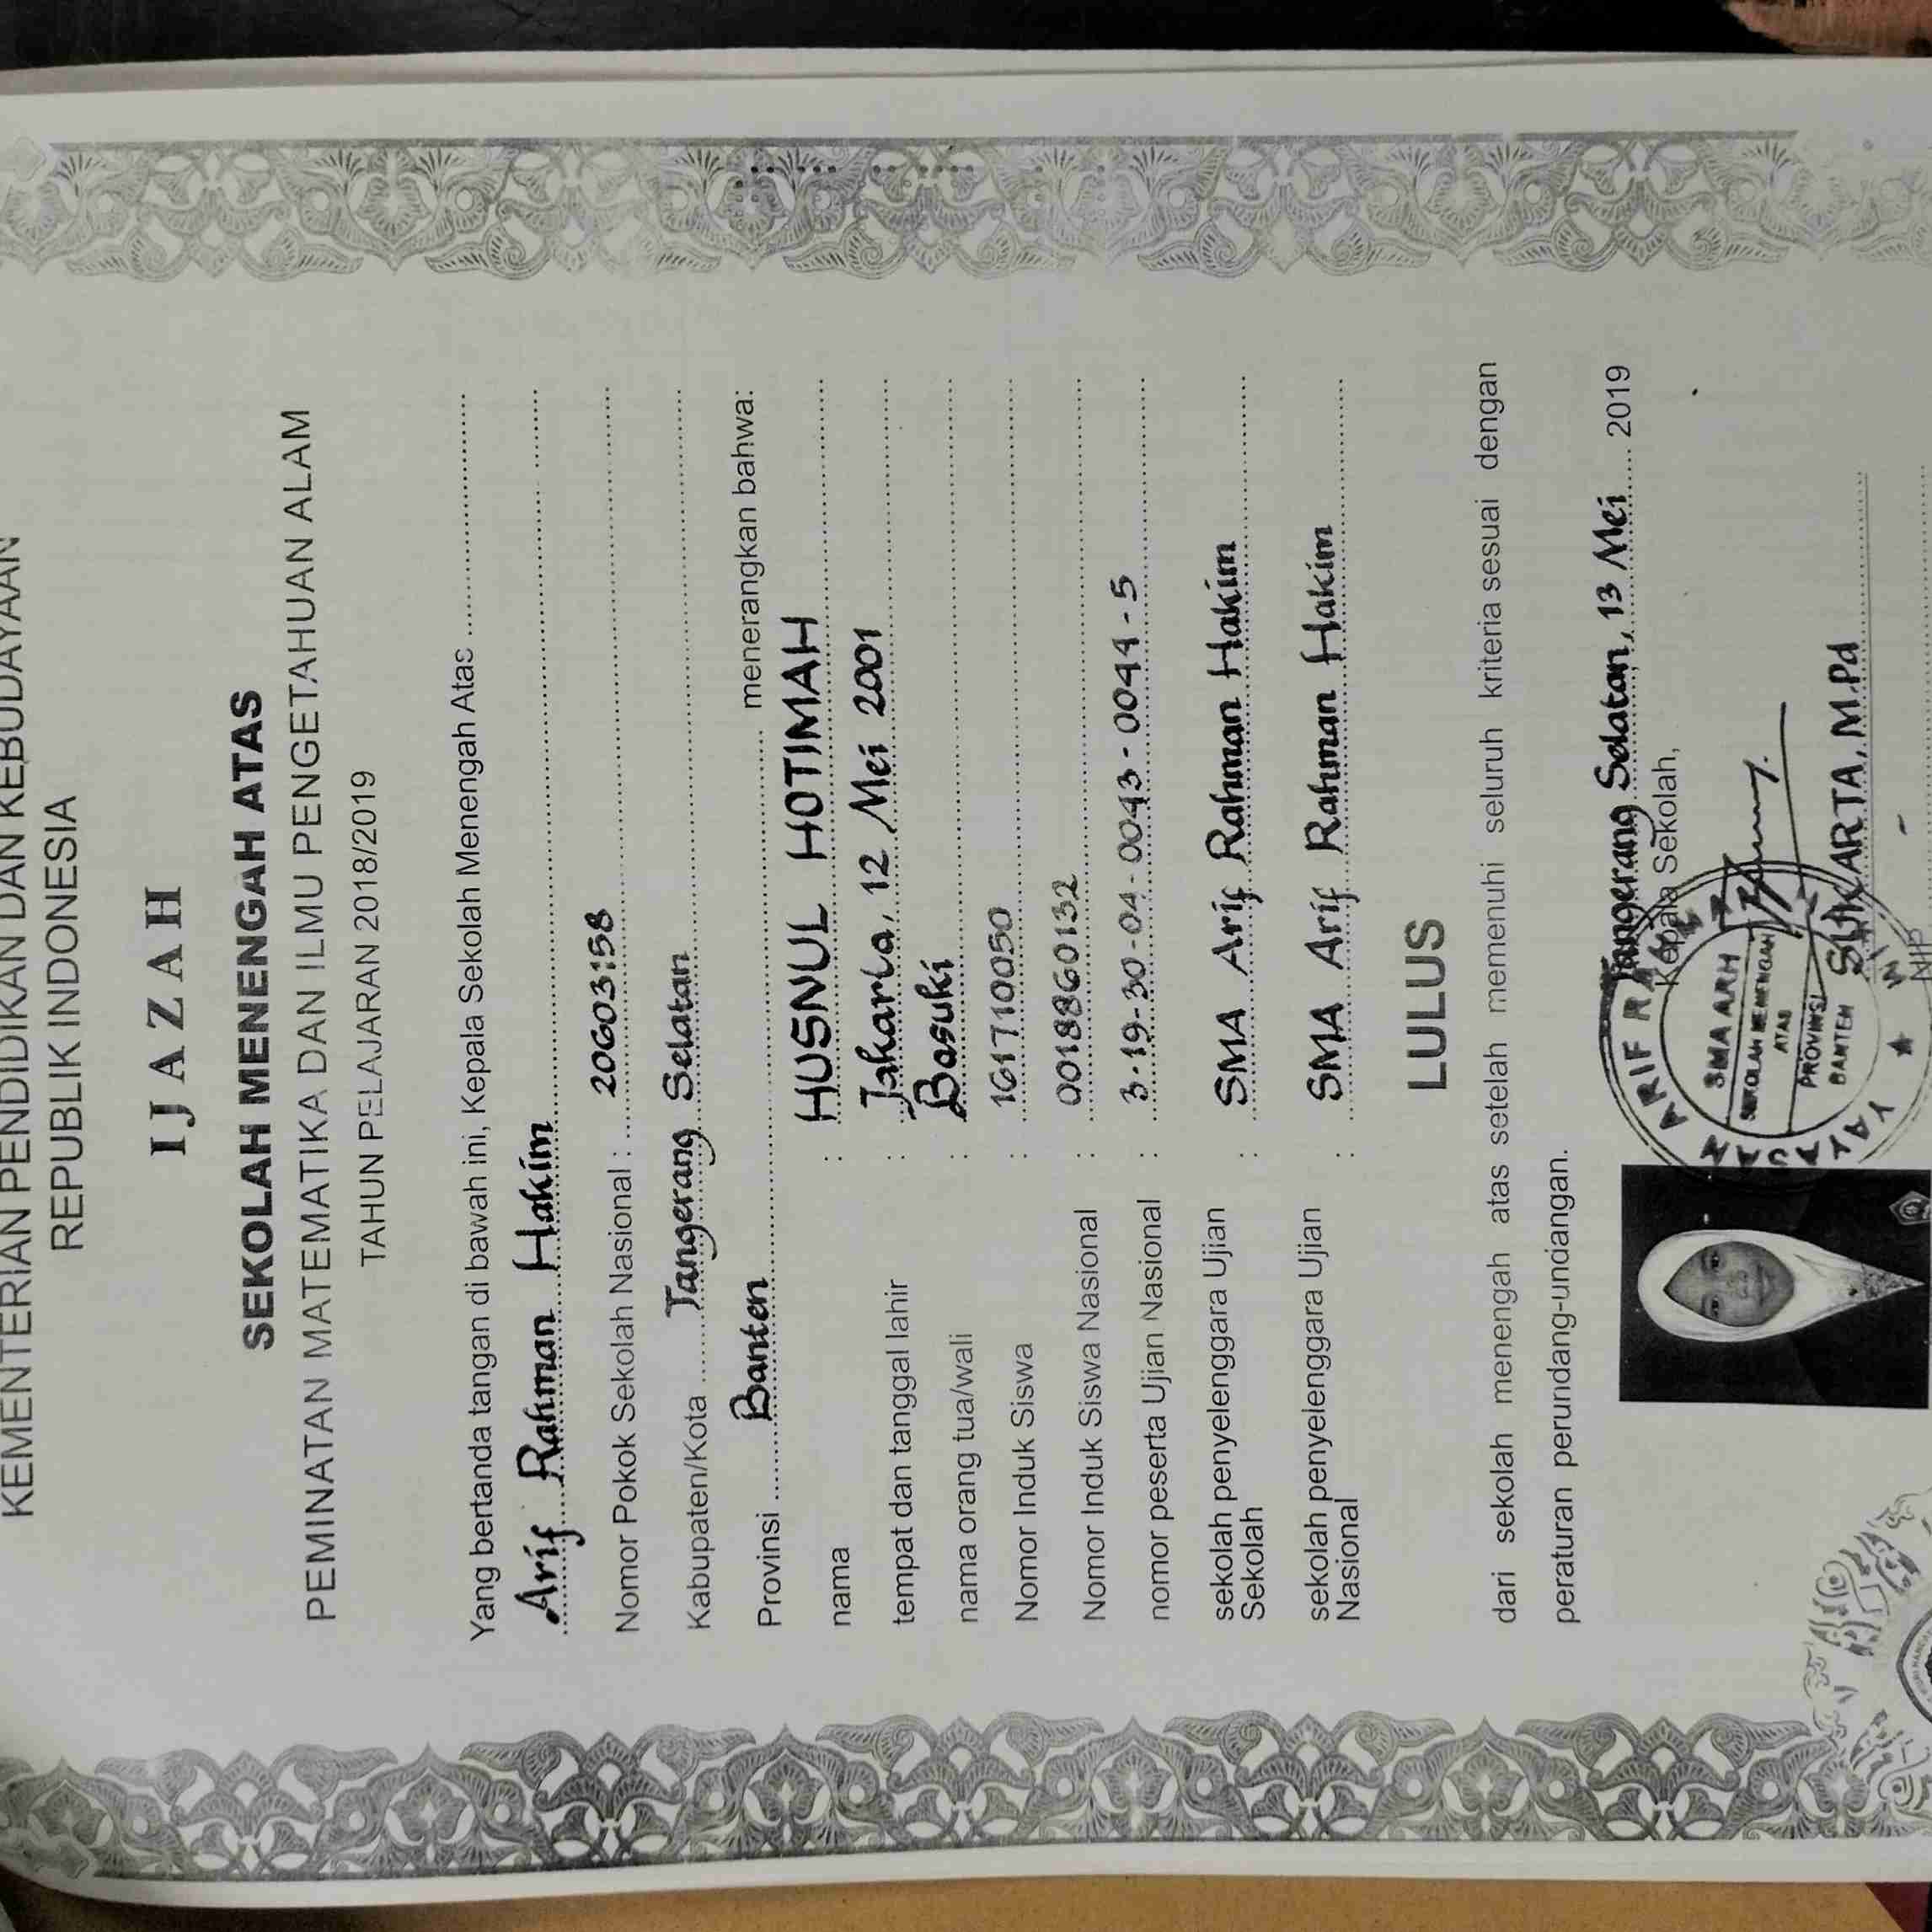 KEMENTERIAN PENDIDIKAN DAN KEBUDAYAAN
REPUBLIK INDONESIA
IJAZAH
SEKOLAH MENENGAH ATAS
PEMINATAN MATEMATIKA DAN ILMU PENGETAHUAN ALAM
TAHUN PELAJARAN 2018/2019
Yang bertanda tangan di bawah ini, Kepala Sekolah Menengah Atas
Arif Rahman Hakim
Nomor Pokok Sekolah Nasional : 20603158
Kabupaten/Kota Tangerang Selatan
Provinsi Banten menerangkan bahwa:
nama : HUSNUL HOTIMAH
tempat dan tanggal lahir : Jakarta, 12 Mei 2001
nama orang tua/wali : Basuki
Nomor Induk Siswa : 161710050
Nomor Induk Siswa Nasional : 0018860132
nomor peserta Ujian Nasional : 3-19-30-04-0043-0044-5
sekolah penyelenggara Ujian Sekolah : SMA Arif Rahman Hakim
sekolah penyelenggara Ujian Nasional : SMA Arif Rahman Hakim
LULUS
dari sekolah menengah atas setelah memenuhi seluruh kriteria sesuai dengan
peraturan perundang-undangan.
Tangerang Selatan, 13 Mei 2019
Kepala Sekolah,
SMA ARH
SEKOLAH MENENGAH
ATAS
PROVINSI
BANTEN
SUKARTA, M.Pd
NIP -